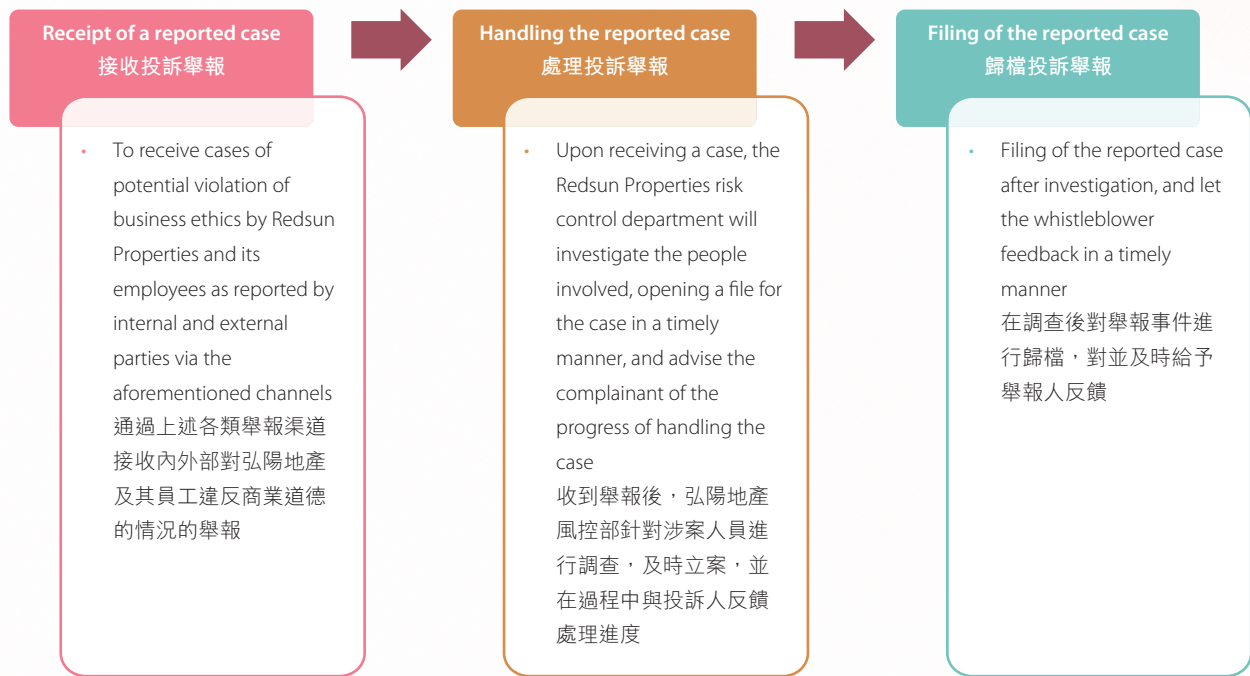 Receipt of a reported case
接收投訴舉報
• To receive cases of
potential violation of
business ethics by Redsun
Properties and its
employees as reported by
internal and external
parties via the
aforementioned channels
通過上述各類舉報渠道
接收內外部對弘陽地產
及其員工違反商業道德
的情況的舉報
Handling the reported case
處理投訴舉報
• Upon receiving a case, the
Redsun Properties risk
control department will
investigate the people
involved, opening a file for
the case in a timely
manner, and advise the
complainant of the
progress of handling the
case
收到舉報後，弘陽地產
風控部針對涉案人員進
行調查，及時立案，並
在過程中與投訴人反饋
處理進度
Filing of the reported case
歸檔投訴舉報
• Filing of the reported case
after investigation, and let
the whistleblower
feedback in a timely
manner
在調查後對舉報事件進
行歸檔，對並及時給予
舉報人反饋